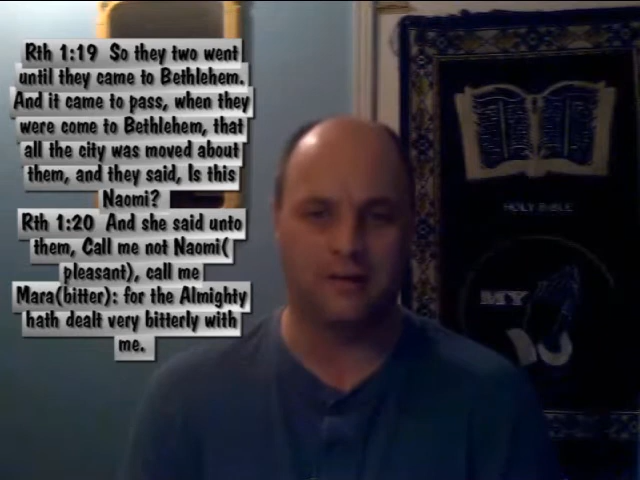 Rth 1:19 So they two went
until they came to Bethlehem.
And it came to pass, when they
were come to Bethlehem, that
all the city was moved about
them, and they said, Is this
Naomi?
Rth 1:20 And she said unto
them, Call me not Naomi(
pleasant), call me
Mara(bitter): for the Almighty
hath dealt very bitterly with
me.
HOLY BIBLE
MY